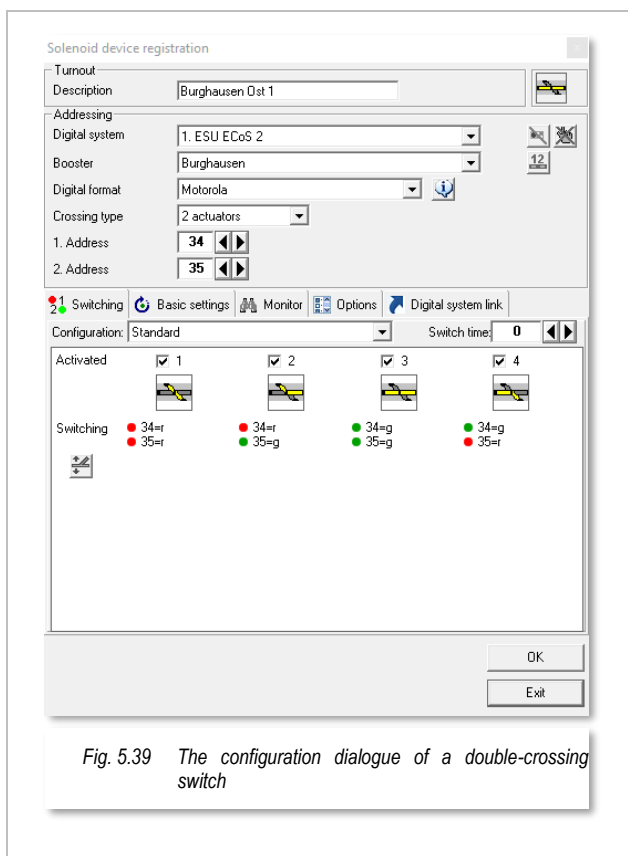 Solenoid device registration
Turnout
Description Burghausen Ost 1
Addressing
Digital system 1. ESU ECoS 2
Booster Burghausen 12
Digital format Motorola
Crossing type 2 actuators
1. Address 34
2. Address 35
1 2 Switching Basic settings Monitor Options Digital system link
Configuration: Standard Switch time: 0
Activated 1 2 3 4
Switching 34=r 34=r 34=g 34=g
35=r 35=g 35=g 35=r
OK
Exit
Fig. 5.39 The configuration dialogue of a double-crossing
switch